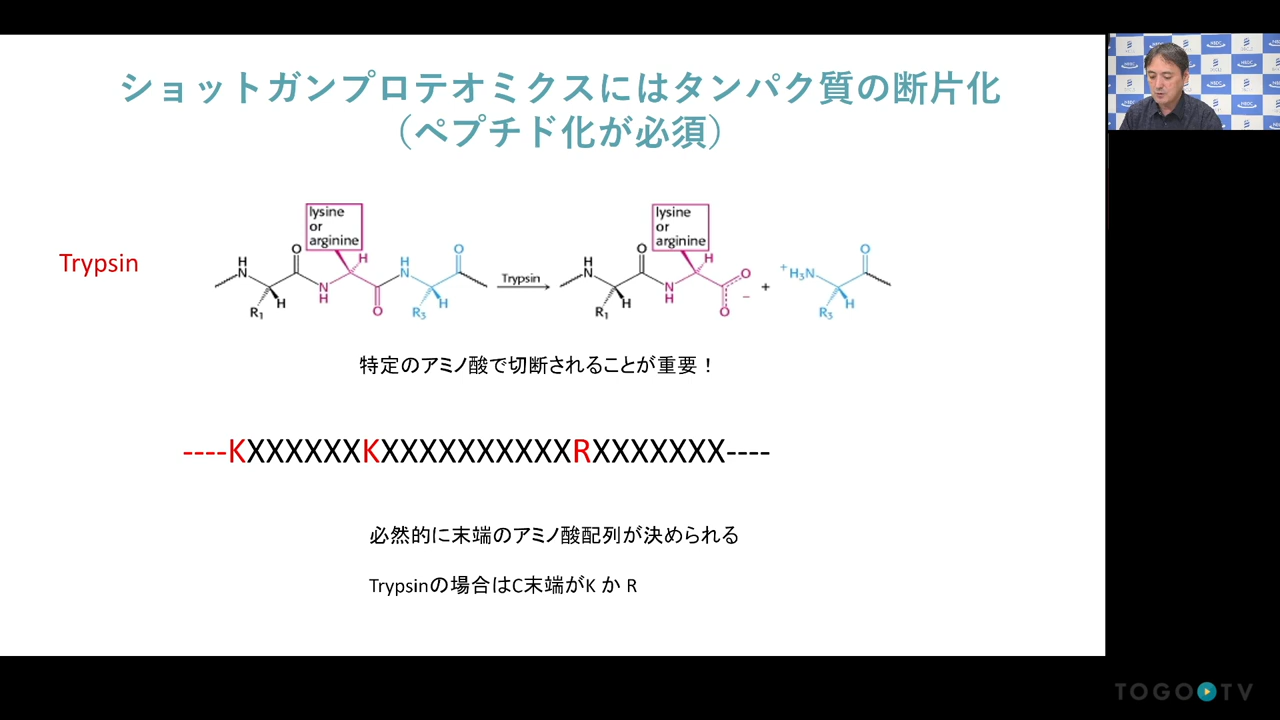 ショットガンプロテオミクスにはタンパク質の断片化
（ペプチド化が必須）
Trypsin
lysine
or
arginine
H
N
R1
H
O
N
H
H
O
H
N
R3
H
O
Trypsin
lysine
or
arginine
H
N
R1
H
O
N
H
H
O
O
−
+
+H3N
R3
H
O
特定のアミノ酸で切断されることが重要！
----KXXXXXXKXXXXXXXXXXRXXXXXXX----
必然的に末端のアミノ酸配列が決められる
Trypsinの場合はC末端がK か R
NBDC
TOGO TV